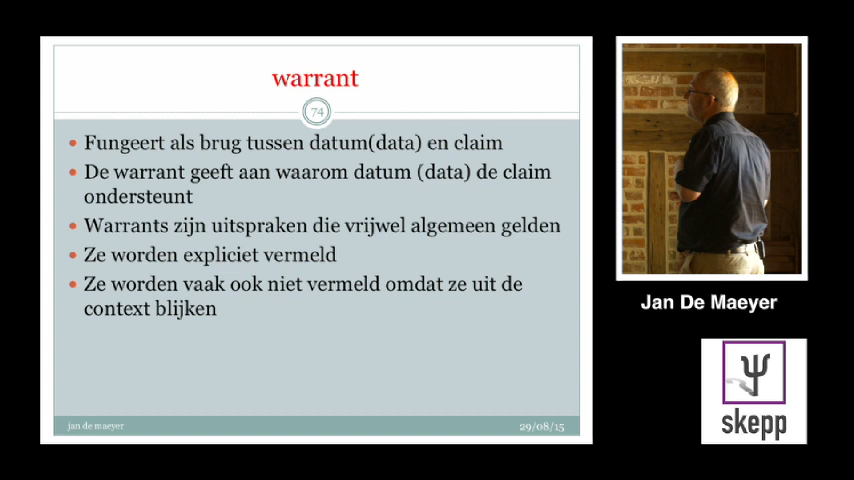 warrant
74
Fungeert als brug tussen datum(data) en claim
De warrant geeft aan waarom datum (data) de claim
ondersteunt
Warrants zijn uitspraken die vrijwel algemeen gelden
Ze worden expliciet vermeld
Ze worden vaak ook niet vermeld omdat ze uit de
context blijken
jan de maeyer
29/08/15
Jan De Maeyer
skepp